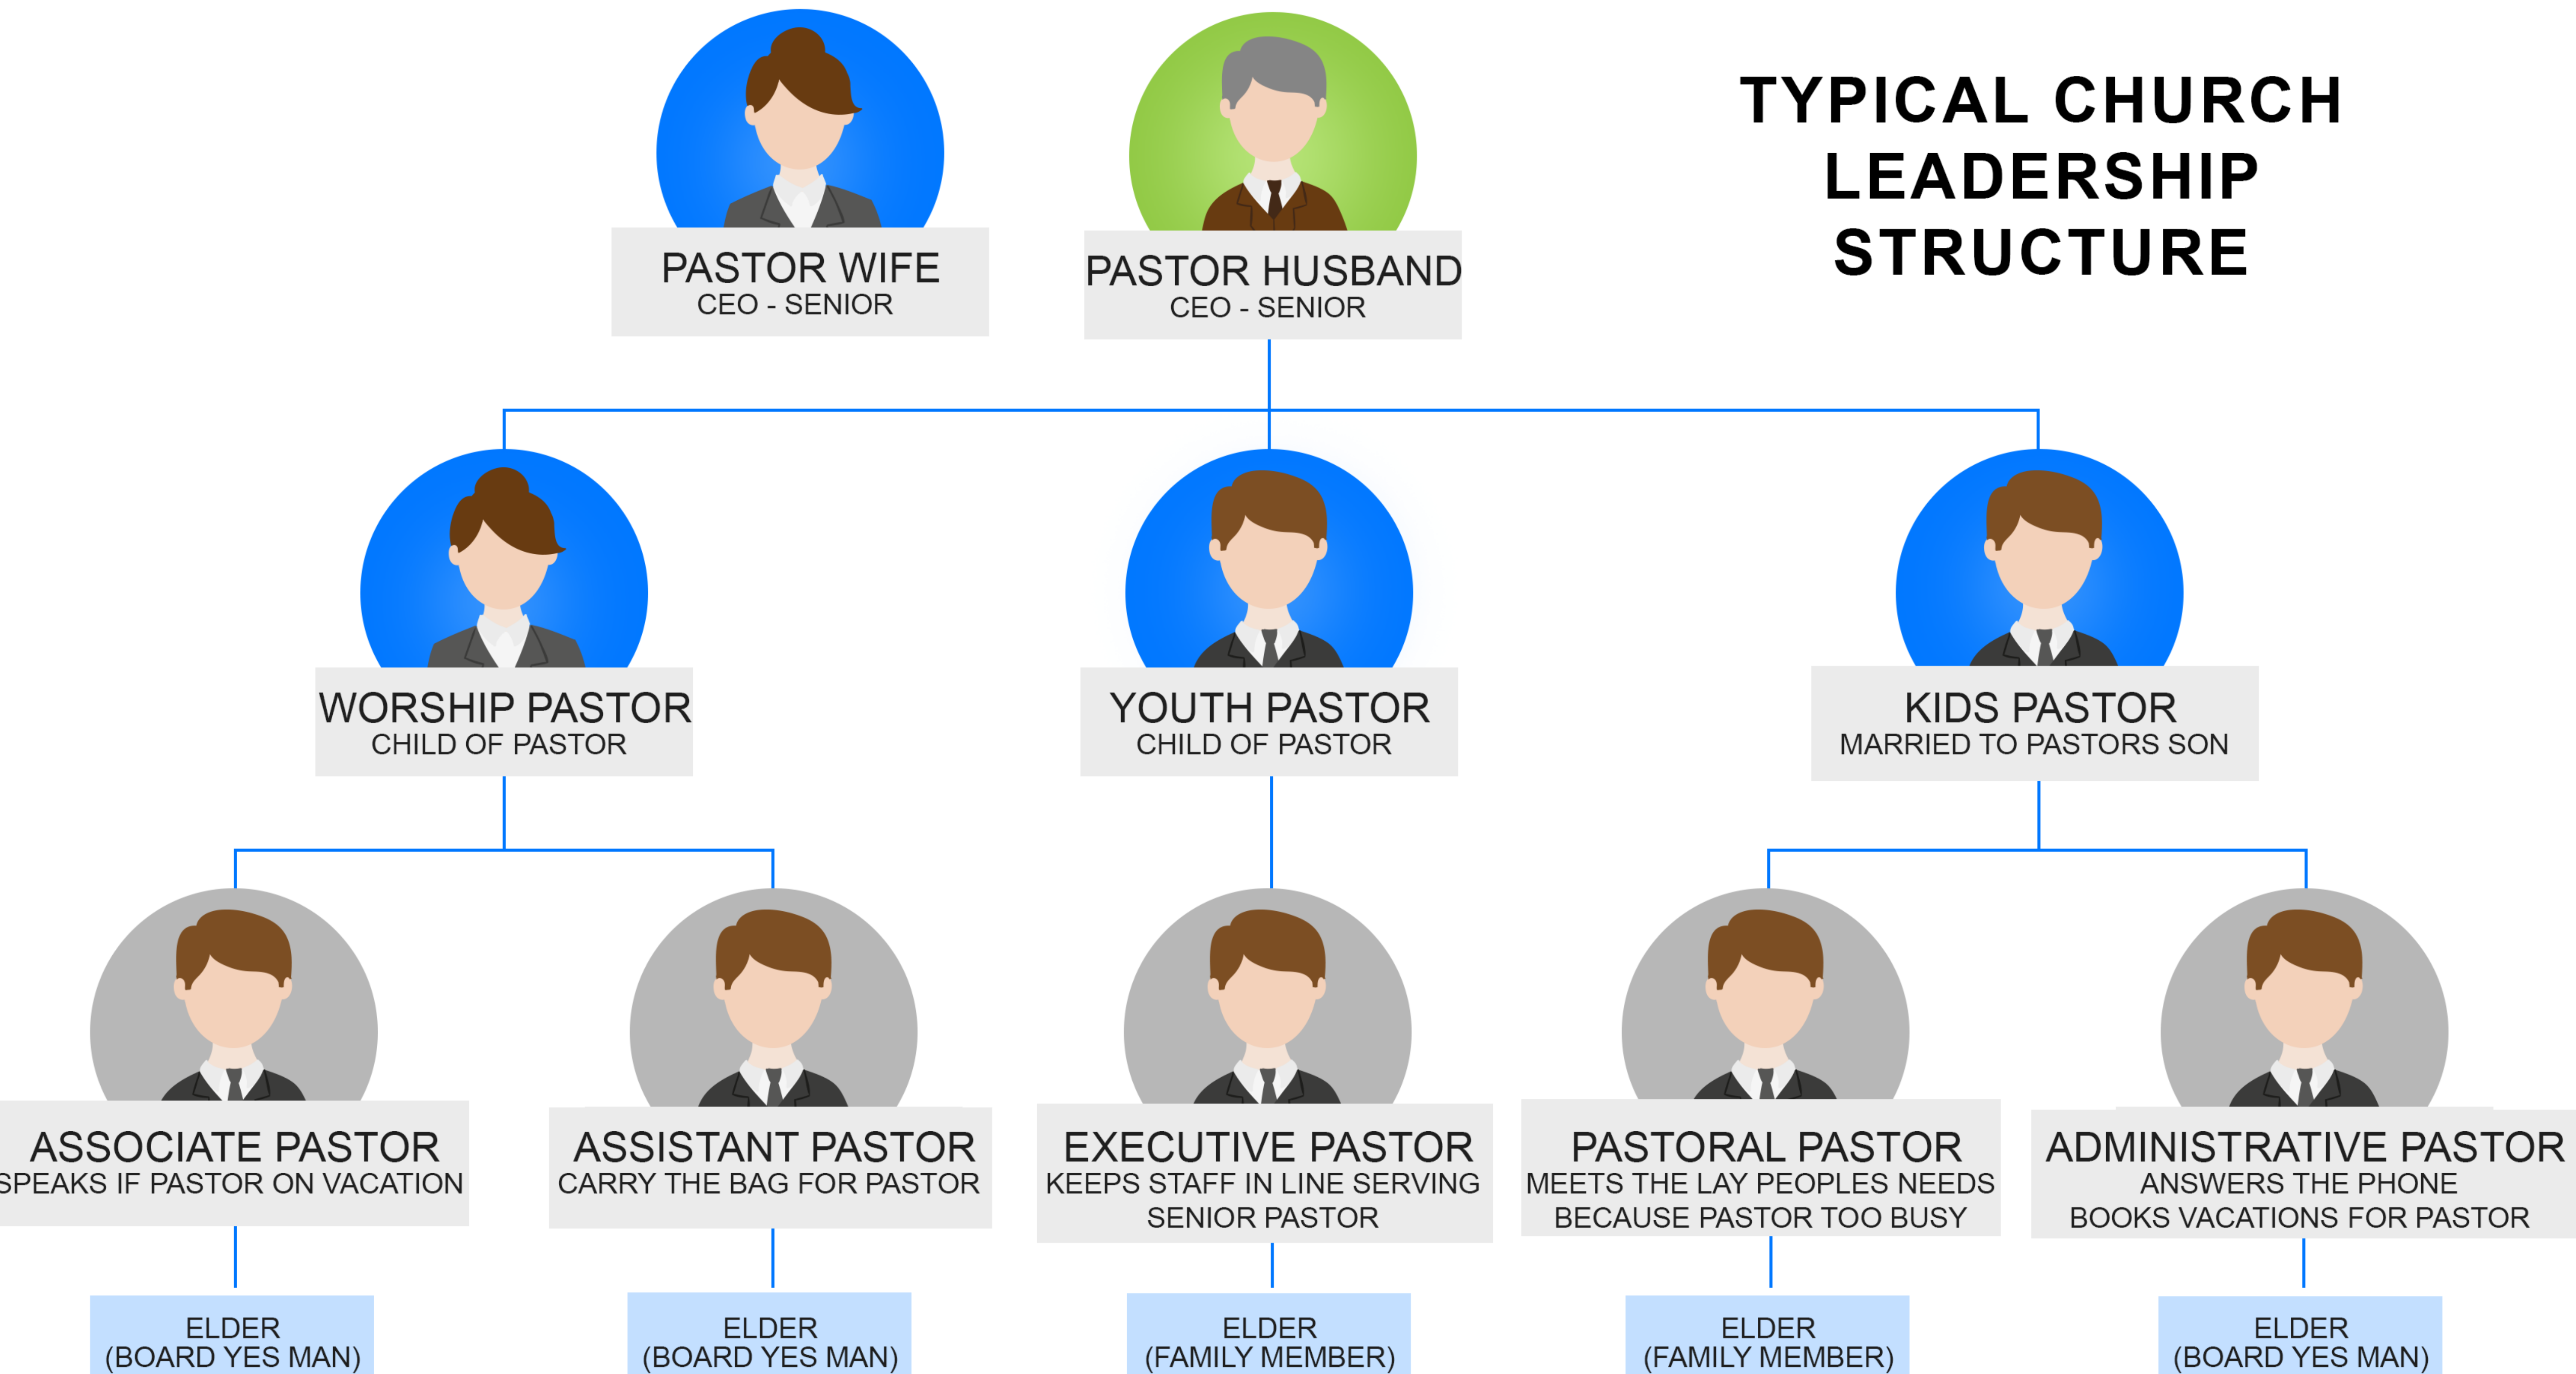 TYPICAL CHURCH
LEADERSHIP
STRUCTURE
PASTOR WIFE
CEO - SENIOR
PASTOR HUSBAND
CEO - SENIOR
WORSHIP PASTOR
CHILD OF PASTOR
YOUTH PASTOR
CHILD OF PASTOR
KIDS PASTOR
MARRIED TO PASTORS SON
ASSOCIATE PASTOR
SPEAKS IF PASTOR ON VACATION
ASSISTANT PASTOR
CARRY THE BAG FOR PASTOR
EXECUTIVE PASTOR
KEEPS STAFF IN LINE SERVING
SENIOR PASTOR
PASTORAL PASTOR
MEETS THE LAY PEOPLES NEEDS
BECAUSE PASTOR TOO BUSY
ADMINISTRATIVE PASTOR
ANSWERS THE PHONE
BOOKS VACATIONS FOR PASTOR
ELDER
(BOARD YES MAN)
ELDER
(BOARD YES MAN)
ELDER
(FAMILY MEMBER)
ELDER
(FAMILY MEMBER)
ELDER
(BOARD YES MAN)